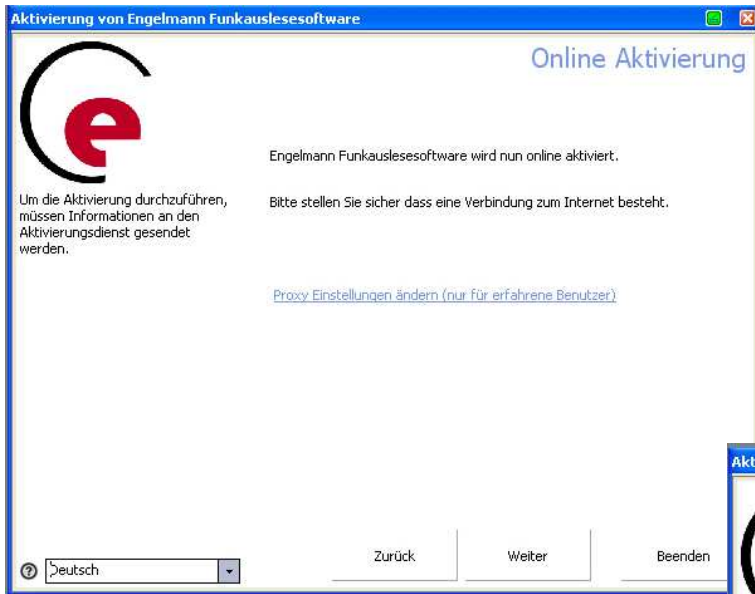 Aktivierung von Engelmann Funkauslesesoftware
Online Aktivierung
e
Um die Aktivierung durchzuführen,
müssen Informationen an den
Aktivierungsdienst gesendet
werden.
Engelmann Funkauslesesoftware wird nun online aktiviert.
Bitte stellen Sie sicher dass eine Verbindung zum Internet besteht.
Proxy Einstellungen ändern (nur für erfahrene Benutzer)
Akt
? Deutsch
Zurück
Weiter
Beenden